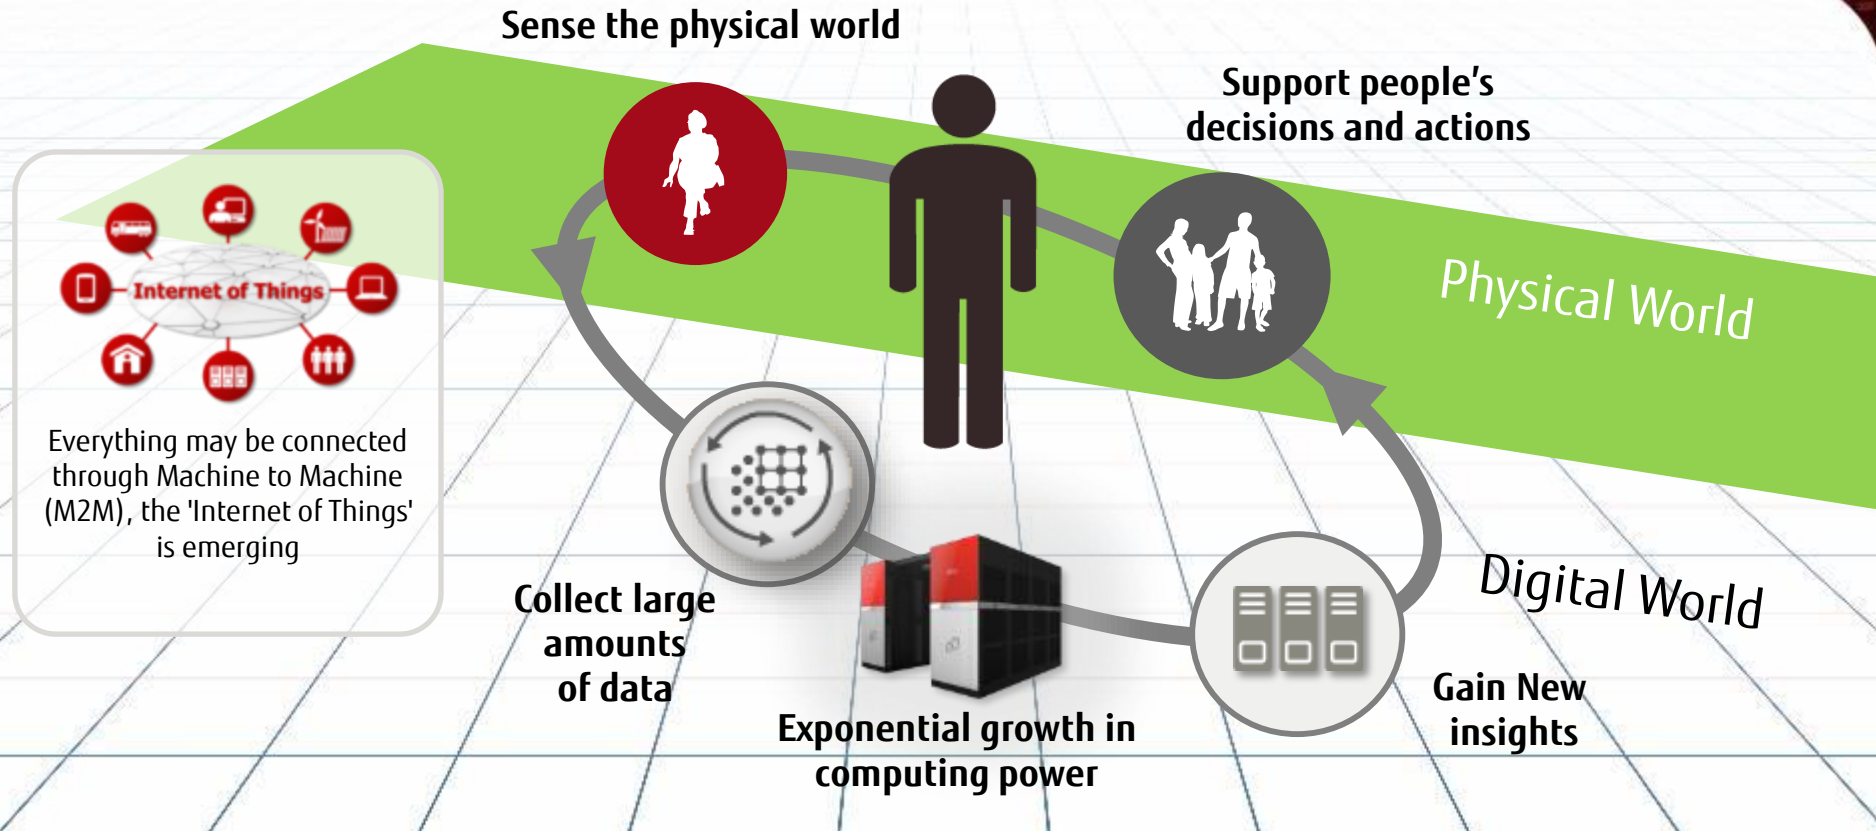 Sense the physical world
Support people's
decisions and actions
Internet of Things
Everything may be connected
through Machine to Machine
(M2M), the 'Internet of Things'
is emerging
Physical World
Digital World
Collect large
amounts
of data
Exponential growth in
computing power
Gain New
insights